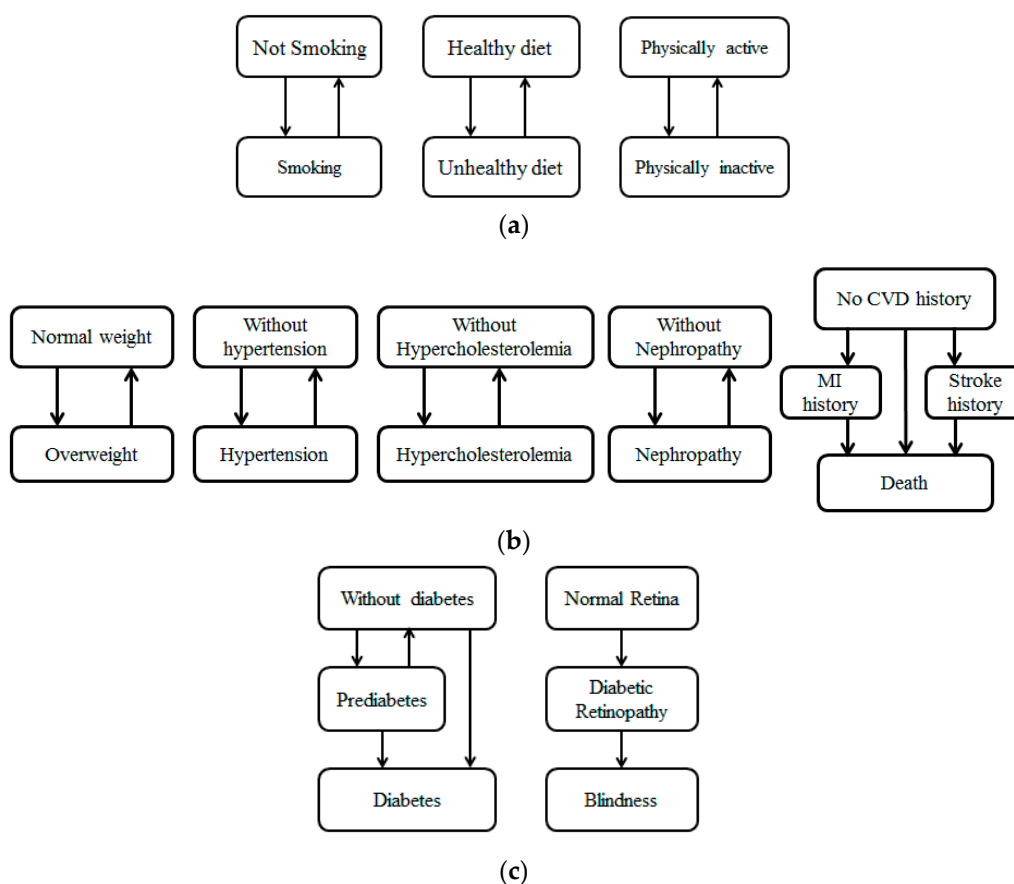 Not Smoking
Healthy diet
Physically active
Smoking
Unhealthy diet
Physically inactive
(a)
No CVD history
Normal weight
Without
hypertension
Without
Hypercholesterolemia
Without
Nephropathy
MI
history
Stroke
history
Overweight
Hypertension
Hypercholesterolemia
Nephropathy
Death
(b)
Without diabetes
Normal Retina
Prediabetes
Diabetic
Retinopathy
Diabetes
Blindness
(c)